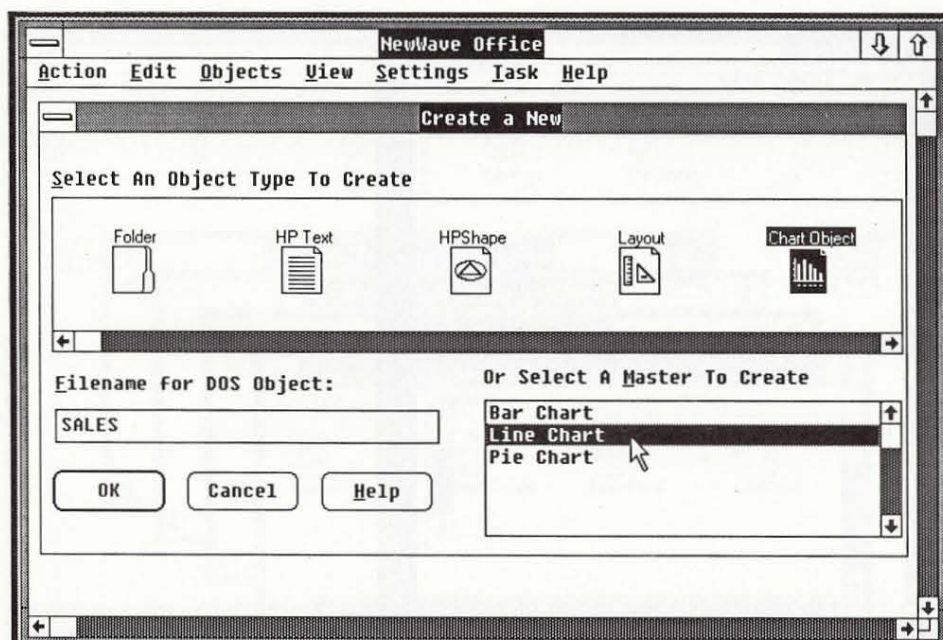 NewWave Office
Action Edit Objects View Settings Task Help
Create a New
Select An Object Type To Create
Folder HP Text HPShape Layout Chart Object
Filename for DOS Object:
SALES
OK Cancel Help
Or Select A Master To Create
Bar Chart
Line Chart
Pie Chart